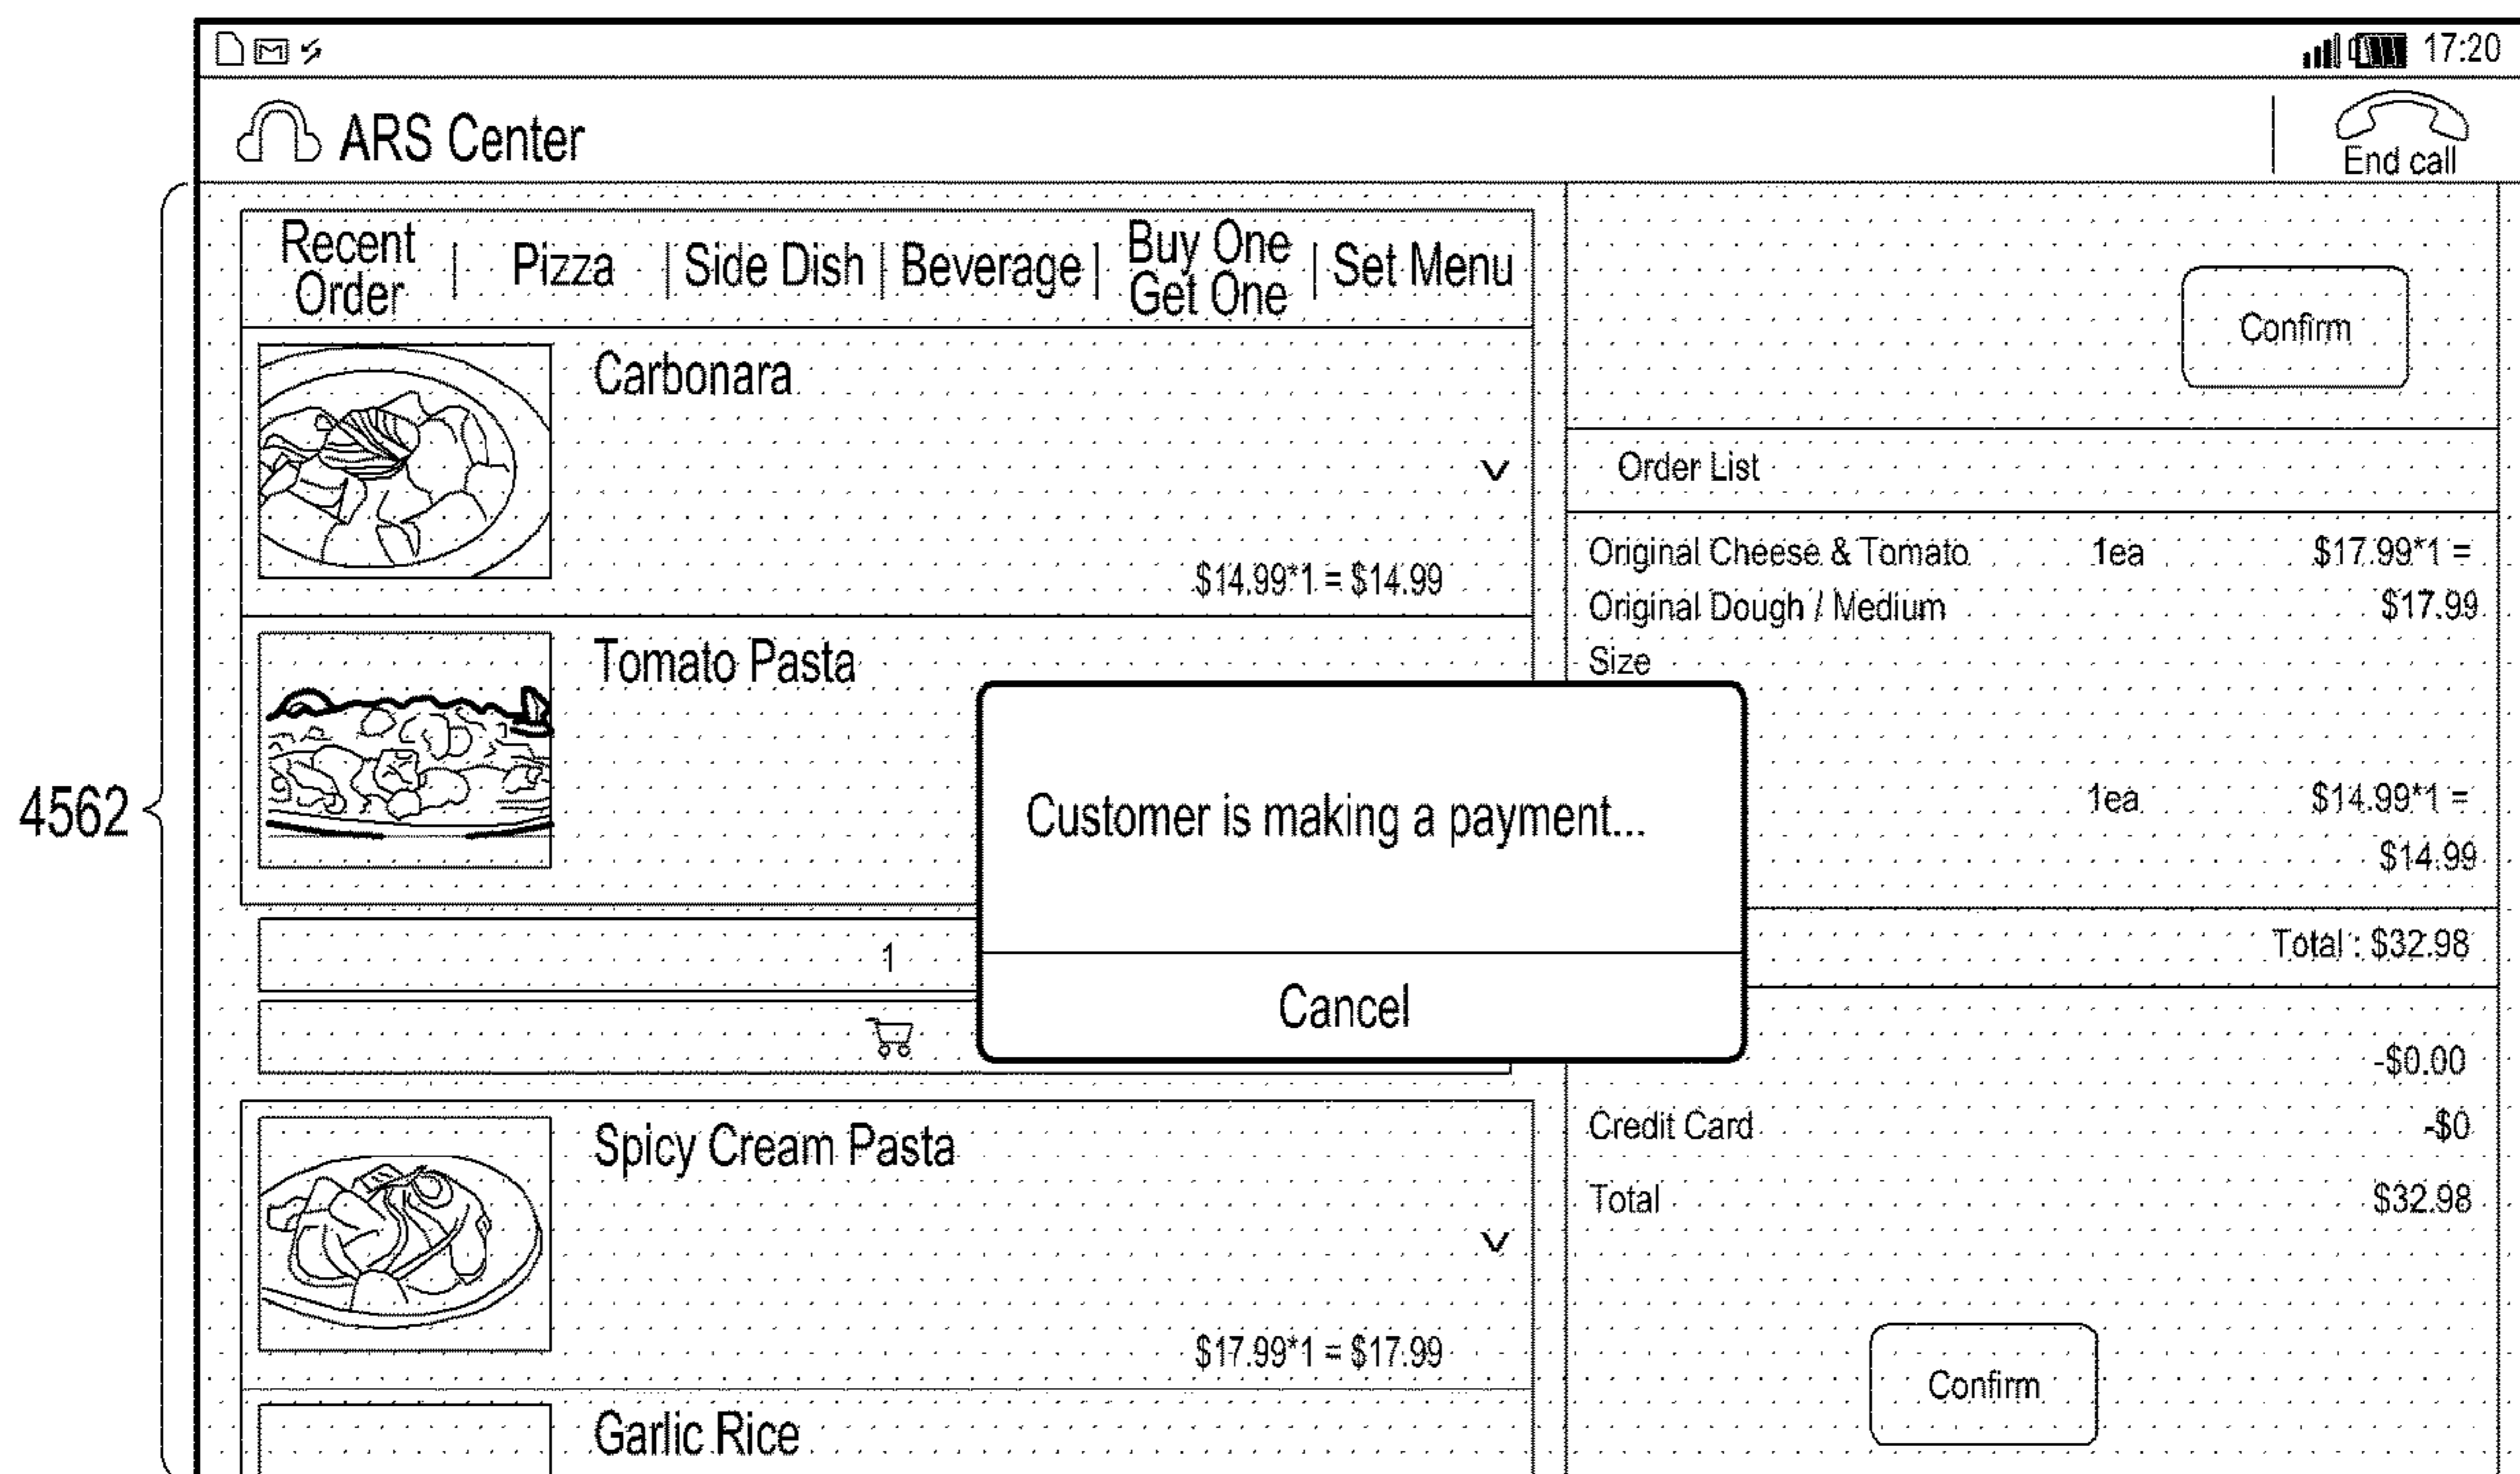 17:20
ARS Center
End call
4562
Recent Order | Pizza | Side Dish | Beverage | Buy One Get One | Set Menu
Carbonara
$14.99*1 = $14.99
Tomato Pasta
1
Spicy Cream Pasta
$17.99*1 = $17.99
Garlic Rice
Confirm
Order List
Original Cheese & Tomato 1ea $17.99*1 =
Original Dough / Medium $17.99
Size
1ea $14.99*1 =
$14.99
Total : $32.98
-$0.00
Credit Card -$0
Total $32.98
Confirm
Customer is making a payment...
Cancel